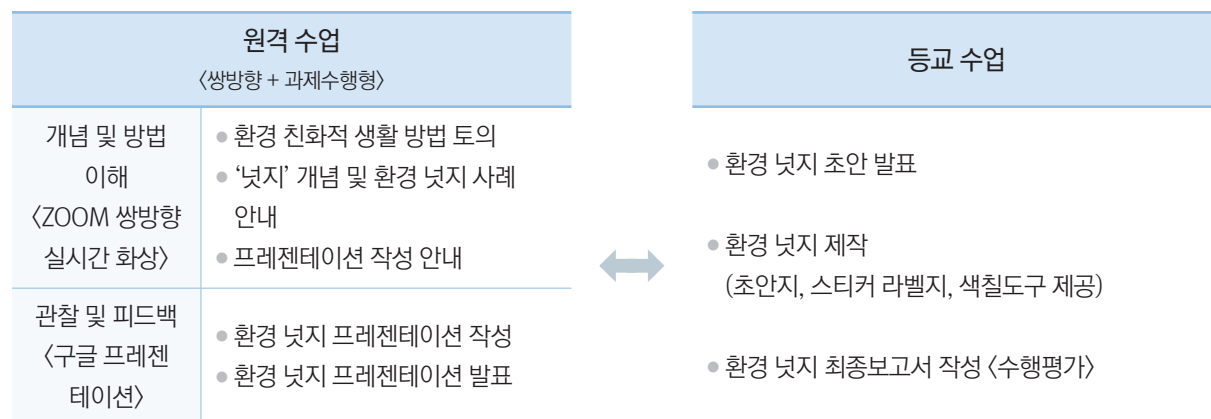 원격 수업
〈쌍방향 + 과제수행형〉
개념 및 방법
이해
〈ZOOM 쌍방향
실시간 화상〉
● 환경 친화적 생활 방법 토의
● ‘넛지’ 개념 및 환경 넛지 사례
안내
● 프레젠테이션 작성 안내
관찰 및 피드백
〈구글 프레젠
테이션〉
● 환경 넛지 프레젠테이션 작성
● 환경 넛지 프레젠테이션 발표
등교 수업
● 환경 넛지 초안 발표
● 환경 넛지 제작
(초안지, 스티커 라벨지, 색칠도구 제공)
● 환경 넛지 최종보고서 작성 〈수행평가〉